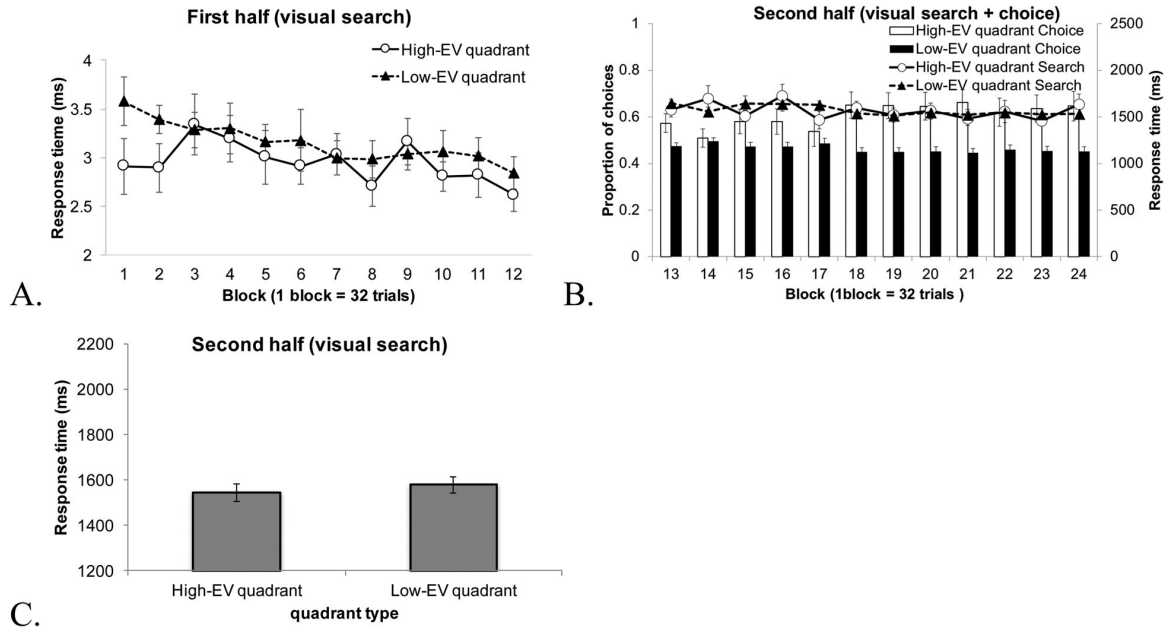 First half (visual search)
High-EV quadrant
Low-EV quadrant
Response tieme (ms)
4
3.5
3
2.5
2
1 2 3 4 5 6 7 8 9 10 11 12
Block (1 block = 32 trials)
A.
Second half (visual search + choice)
High-EV quadrant Choice
Low-EV quadrant Choice
High-EV quadrant Search
Low-EV quadrant Search
Proportion of choices
1
0.8
0.6
0.4
0.2
0
2500
2000
1500
1000
500
0
Response time (ms)
13 14 15 16 17 18 19 20 21 22 23 24
Block (1block = 32 trials )
B.
Second half (visual search)
Response time (ms)
2200
2000
1800
1600
1400
1200
High-EV quadrant Low-EV quadrant
quadrant type
C.